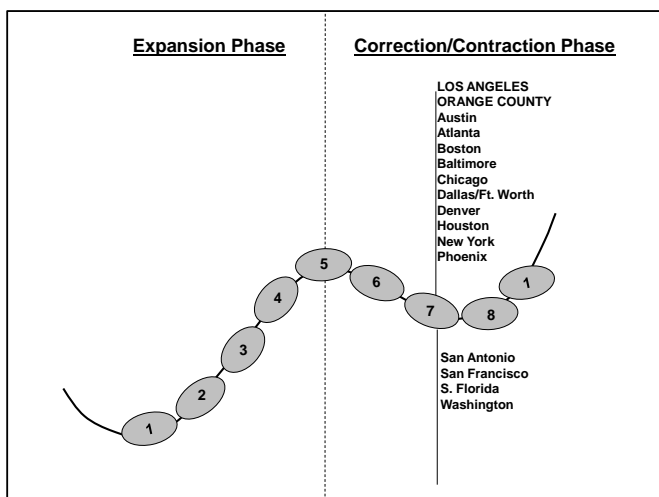 Expansion Phase
Correction/Contraction Phase
LOS ANGELES
ORANGE COUNTY
Austin
Atlanta
Boston
Baltimore
Chicago
Dallas/Ft. Worth
Denver
Houston
New York
Phoenix
5
6
1
4
7
8
3
San Antonio
San Francisco
2
S. Florida
Washington
1